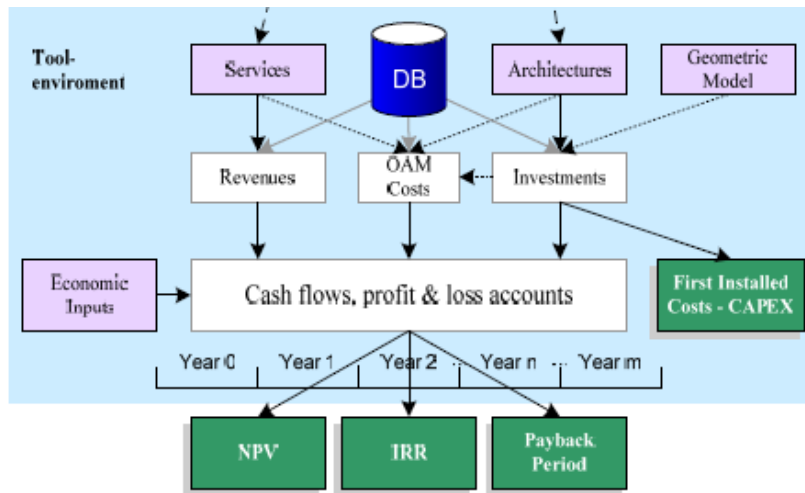 Tool-
enviroment
Services
DB
Architectures
Geometric
Model
Revenues
OAM
Costs
Investments
Economic
Inputs
Cash flows, profit & loss accounts
First Installed
Costs - CAPEX
Year 0 Year 1 Year 2 ... Year n ... Year m
NPV
IRR
Payback
Period